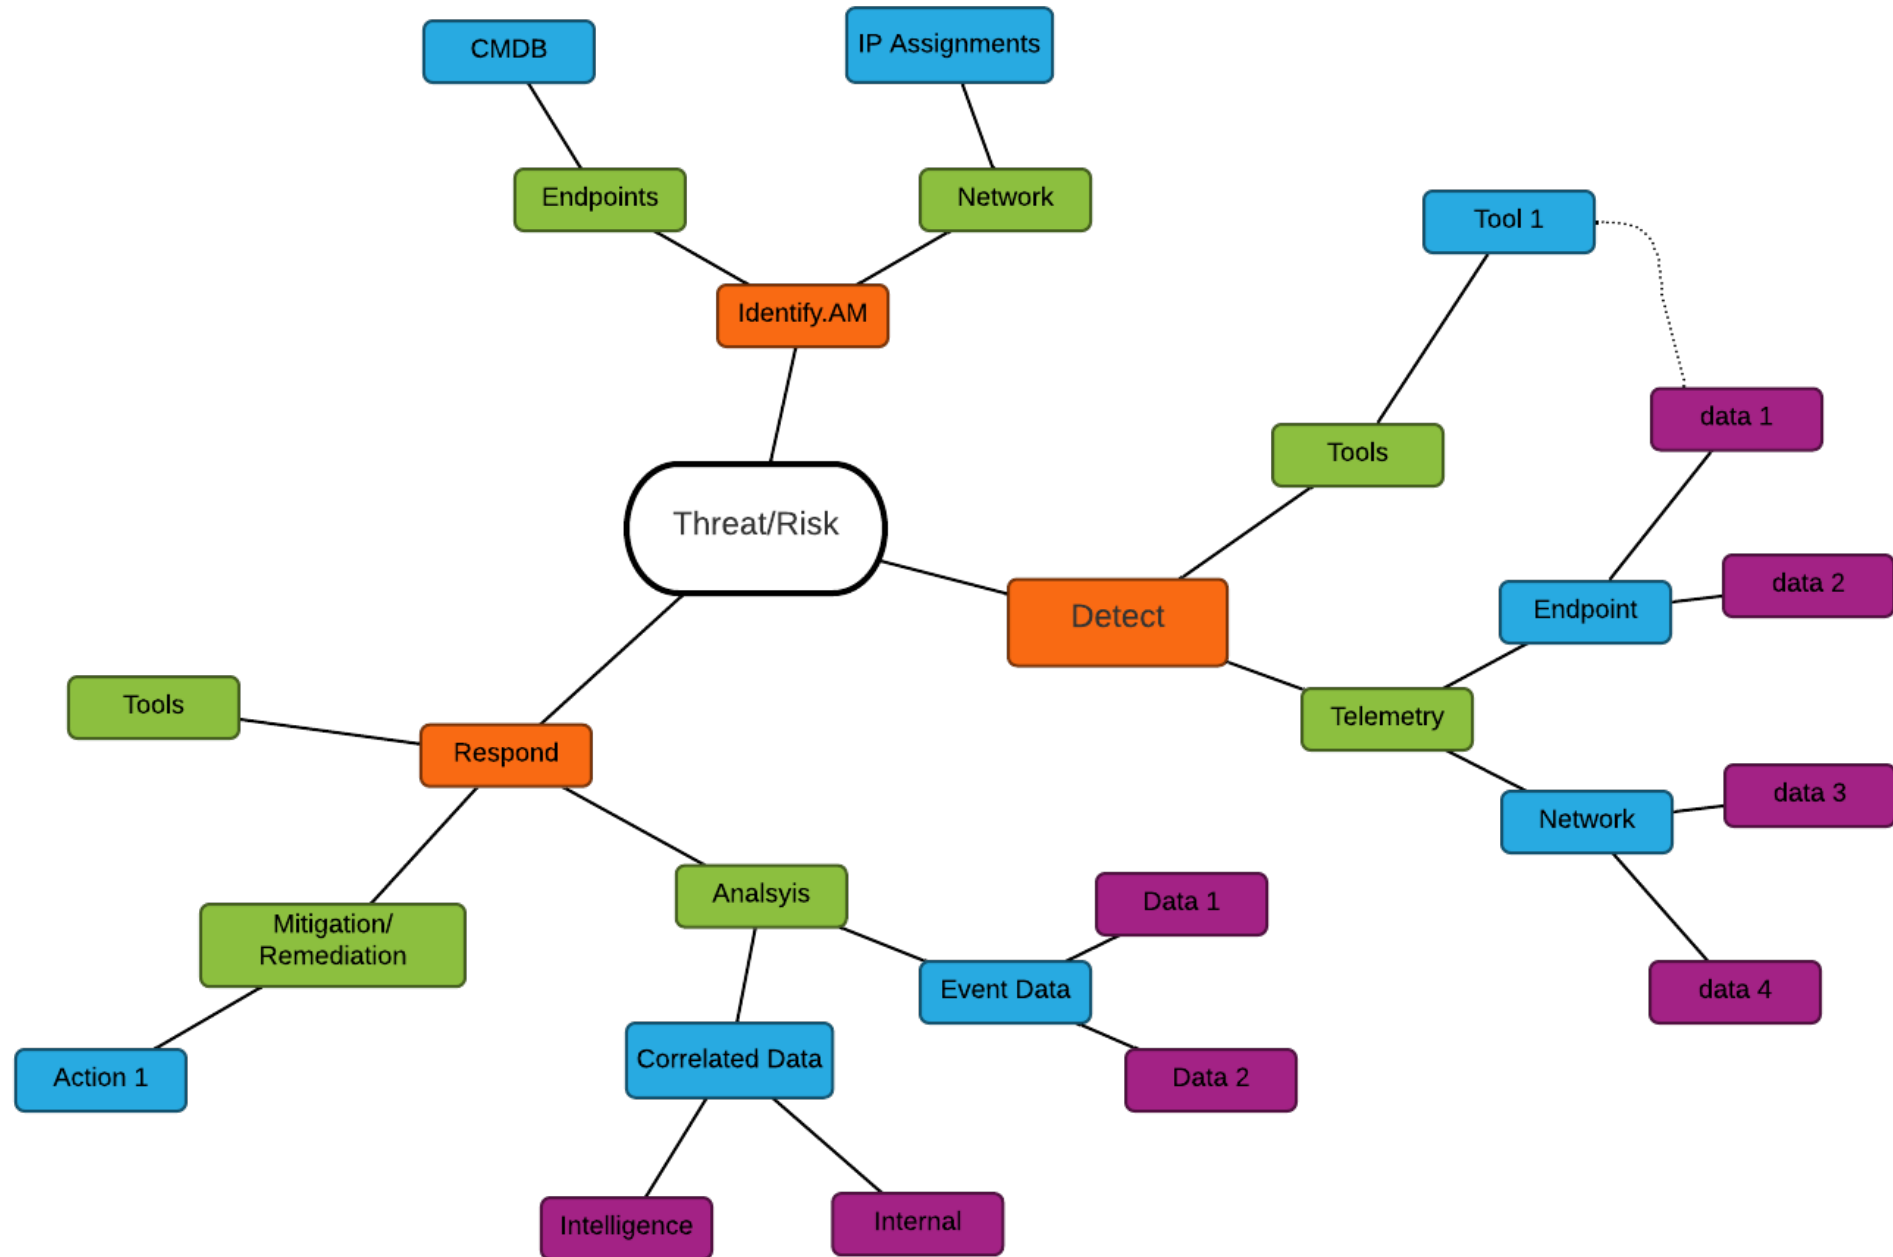 CMDB
IP Assignments
Endpoints
Network
Tool 1
Identify.AM
data 1
Tools
Threat/Risk
data 2
Endpoint
Detect
Tools
Telemetry
Respond
data 3
Network
Analsyis
Data 1
Mitigation/
Remediation
Event Data
data 4
Correlated Data
Action 1
Data 2
Intelligence
Internal